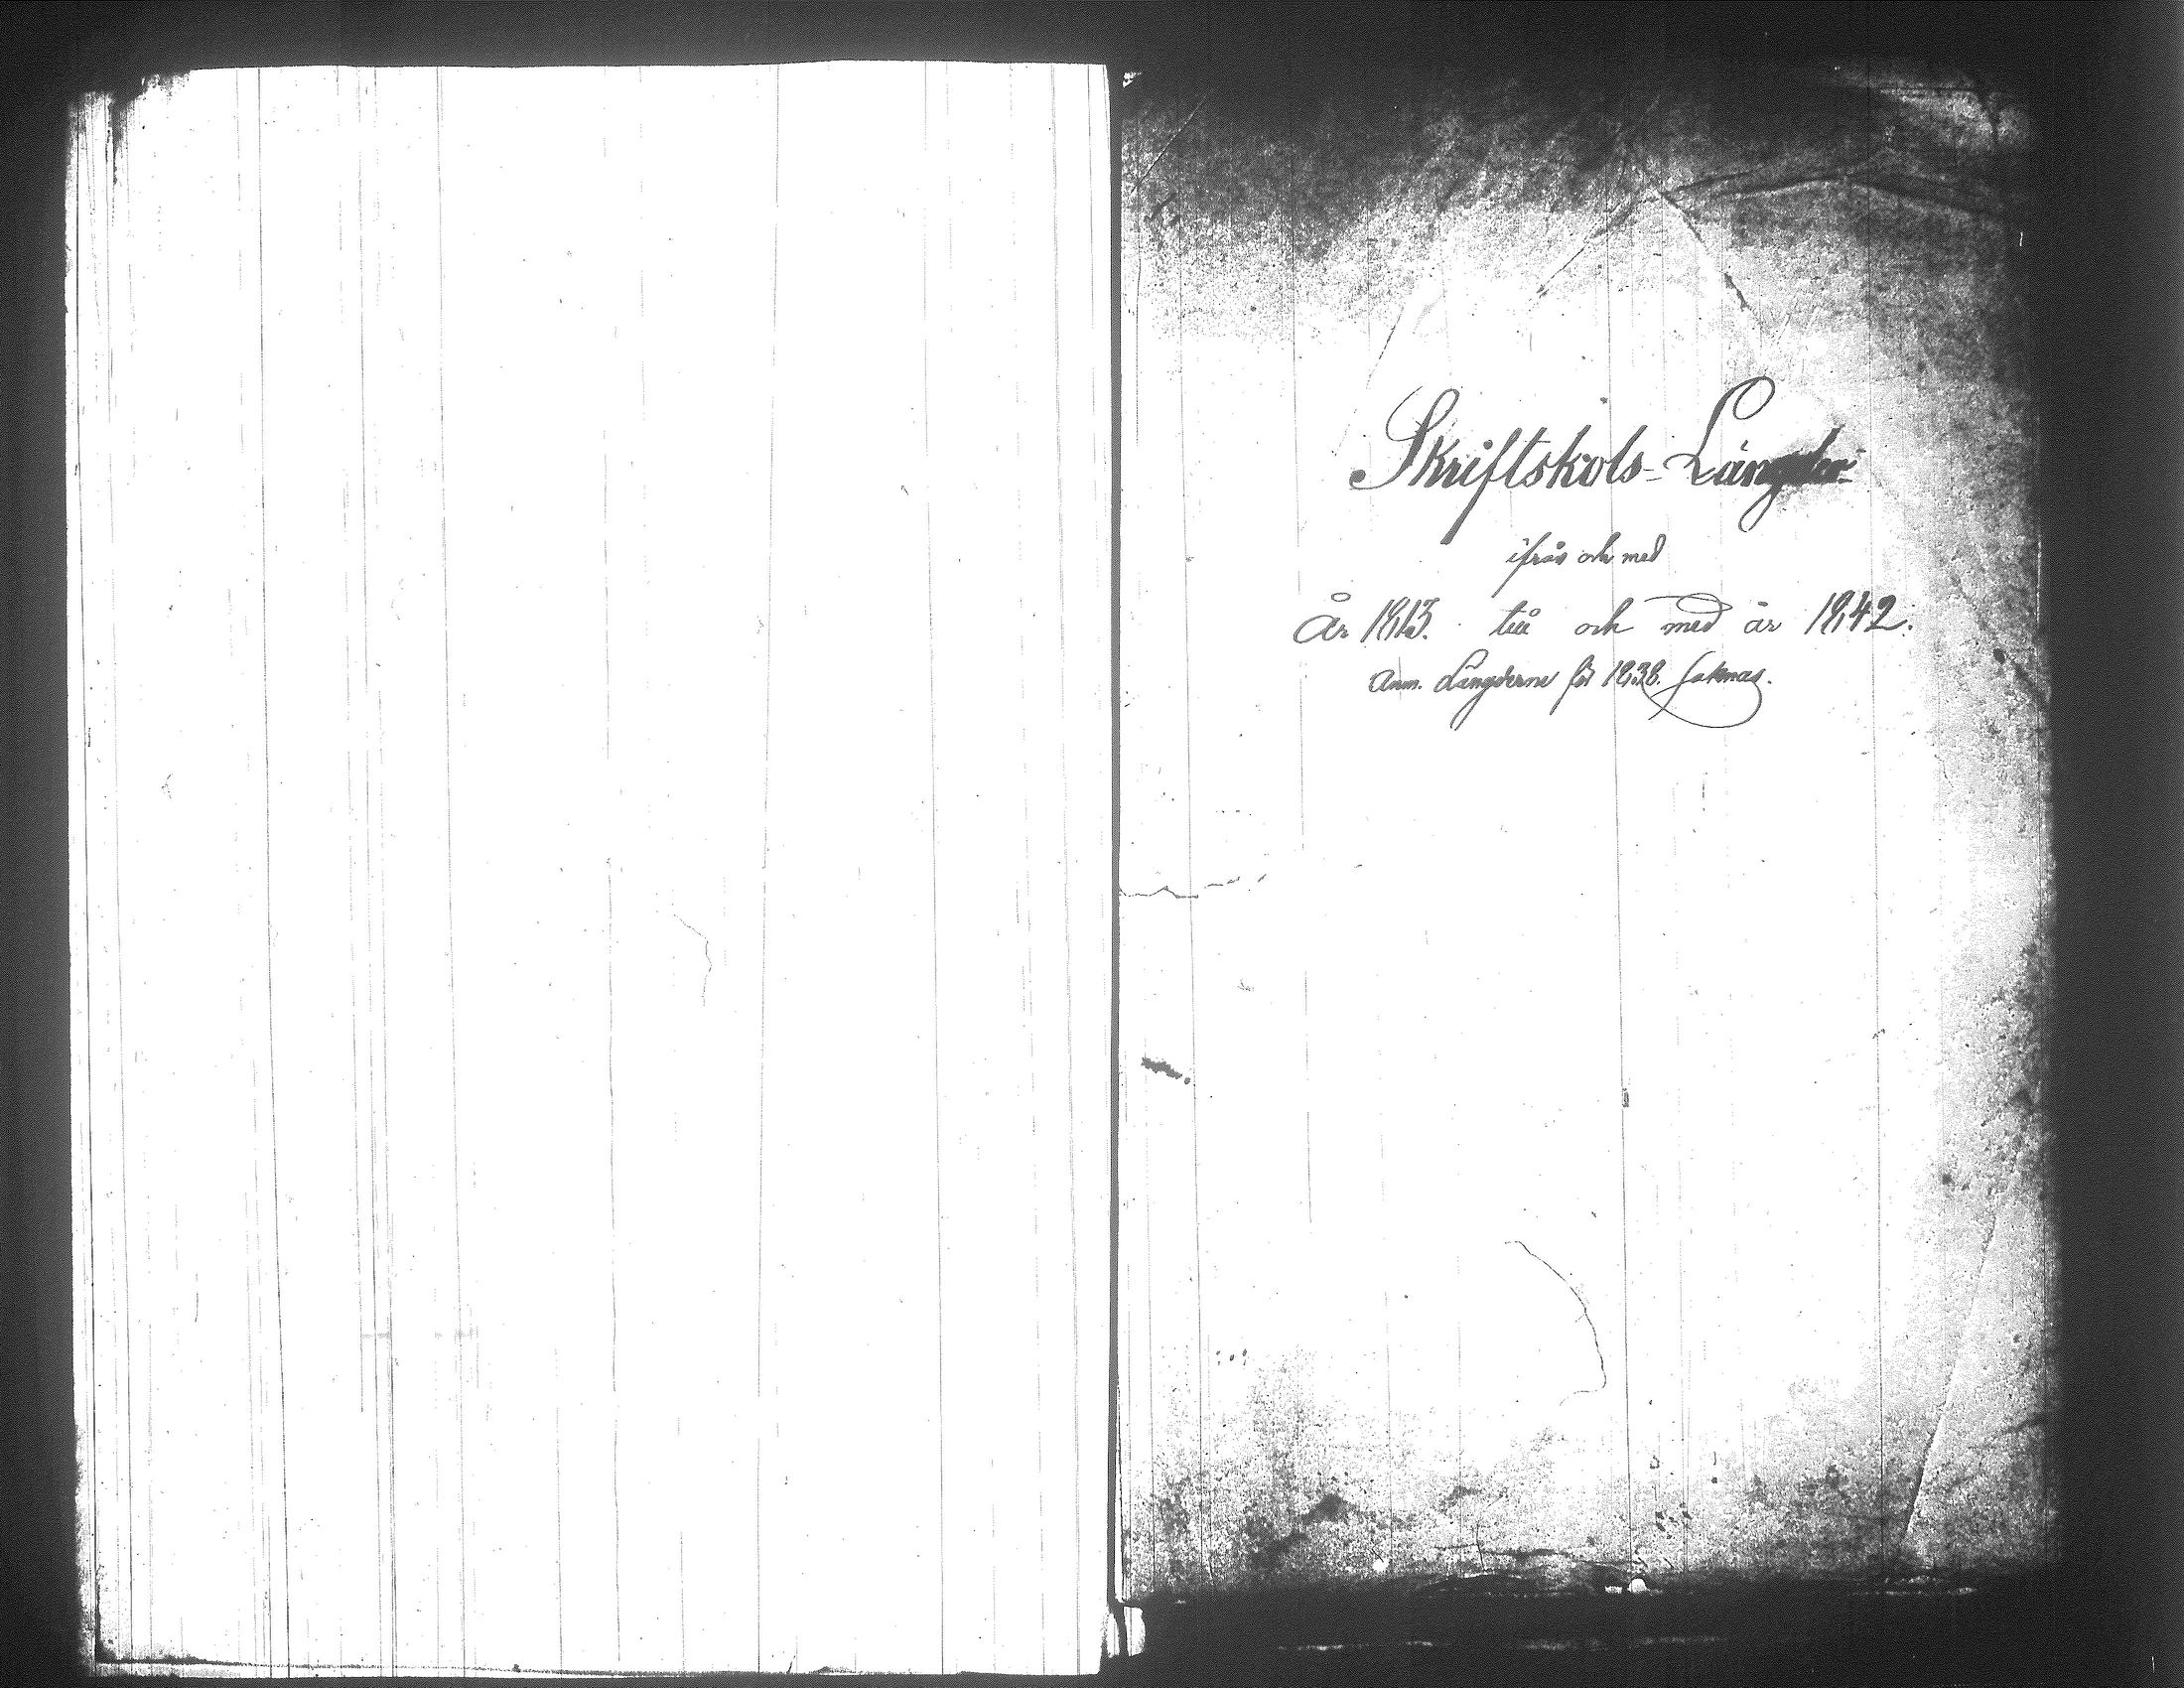 Skriftskols-Längder
ifrån och med
År 1813. till och med år 1842.
Anm. Längderne för 1838. saknas.